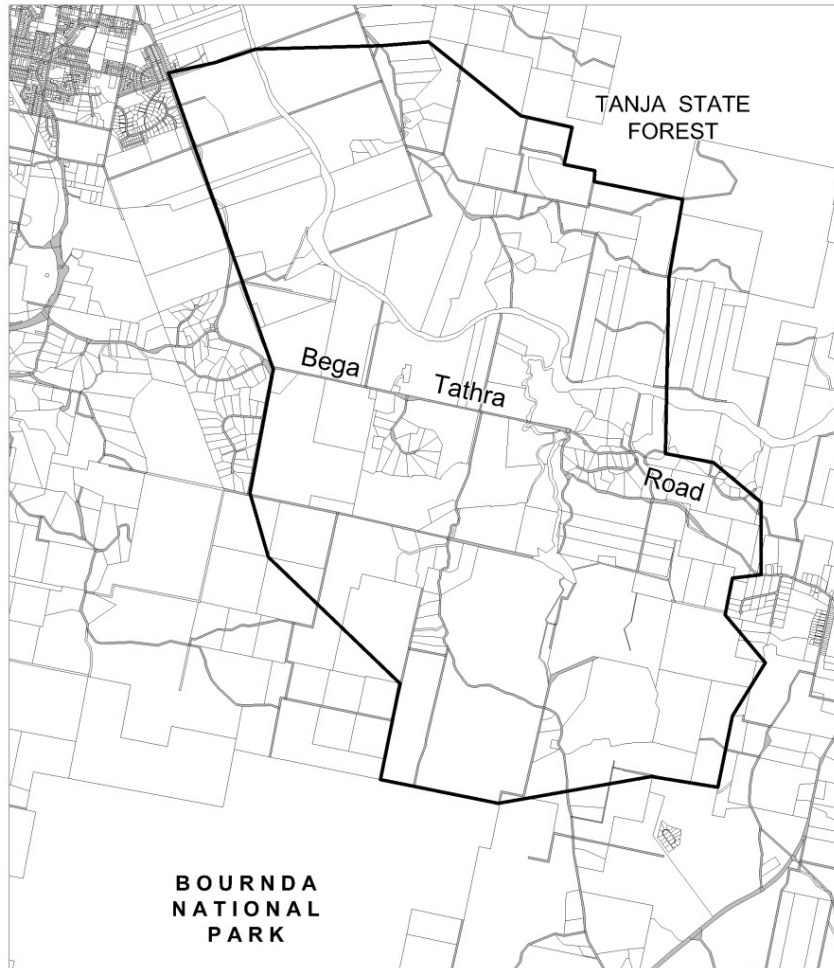 TANJA STATE
FOREST
Bega
Tathra
Road
BOURNDA
NATIONAL
PARK